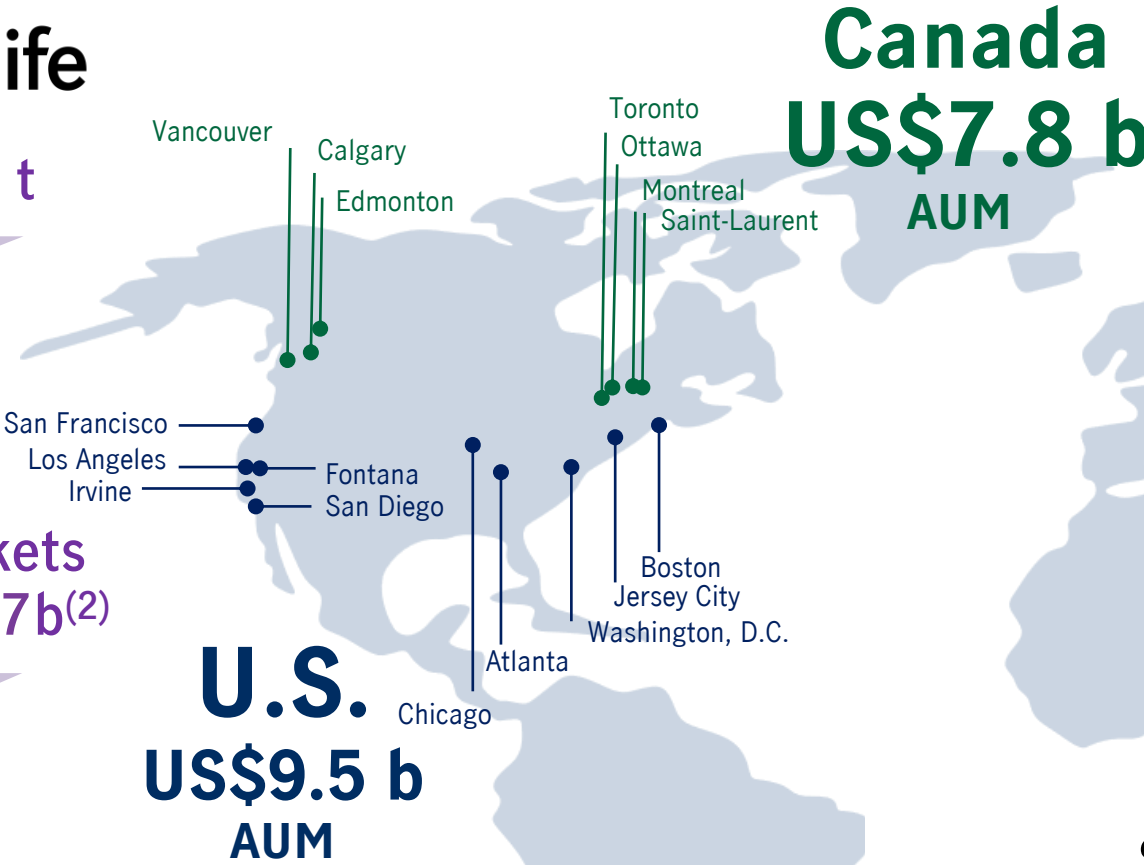 ife
t
kets
7b(2)
Canada
US$7.8 b
AUM
Vancouver
Calgary
Edmonton
Toronto
Ottawa
Montreal
Saint-Laurent
San Francisco
Los Angeles
Irvine
Fontana
San Diego
Boston
Jersey City
Washington, D.C.
Atlanta
Chicago
U.S.
US$9.5 b
AUM